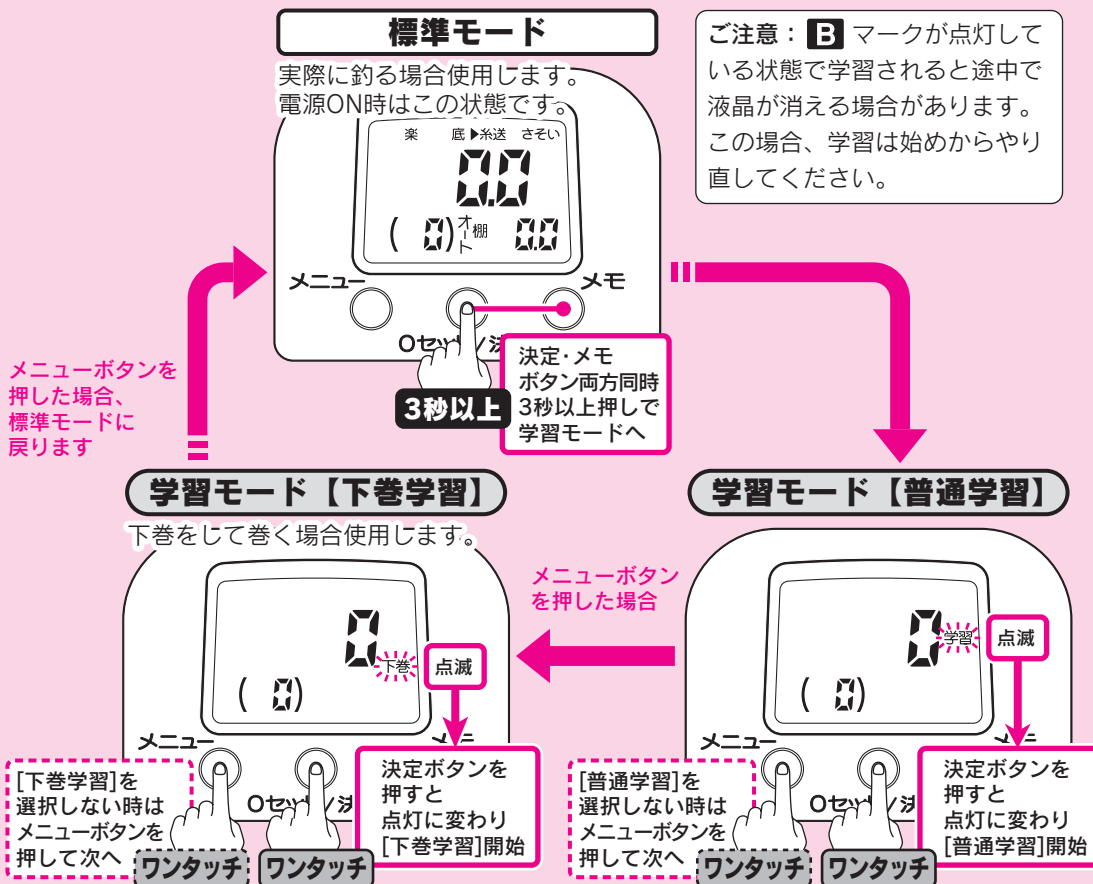 標準モード
実際に釣る場合使用します。
電源ON時はこの状態です。
ご注意： B マークが点灯して
いる状態で学習されると途中で
液晶が消える場合があります。
この場合、学習は始めからやり
直してください。
楽 底▶糸送 さそい
0.0
( 0)オート棚 0.0
メニュー
メモ
0セット/決
3秒以上
決定・メモ
ボタン両方同時
3秒以上押しで
学習モードへ
メニューボタンを
押した場合、
標準モードに
戻ります
学習モード【普通学習】
0学習
点滅
( 0)
メニュー
0セット/決
[普通学習]を
選択しない時は
メニューボタンを
押して次へ
ワンタッチ
ワンタッチ
決定ボタンを
押すと
点灯に変わり
[普通学習]開始
メニューボタン
を押した場合
学習モード【下巻学習】
下巻をして巻く場合使用します。
0下巻
点滅
( 0)
メニュー
0セット/決
[下巻学習]を
選択しない時は
メニューボタンを
押して次へ
ワンタッチ
ワンタッチ
決定ボタンを
押すと
点灯に変わり
[下巻学習]開始